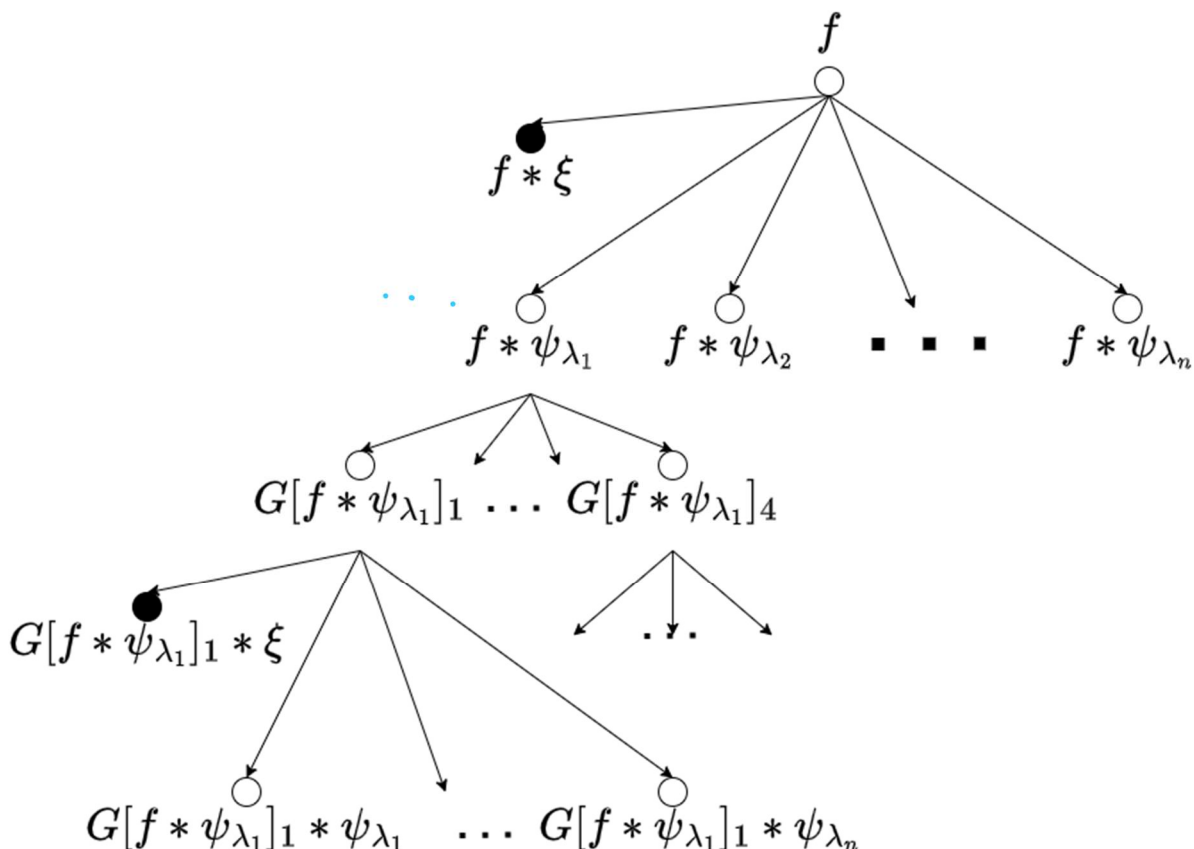 f
f ∗ ξ
f ∗ ψ_{λ_1} f ∗ ψ_{λ_2} ... f ∗ ψ_{λ_n}
G[f ∗ ψ_{λ_1}]_1 ... G[f ∗ ψ_{λ_1}]_4
G[f ∗ ψ_{λ_1}]_1 ∗ ξ ...
G[f ∗ ψ_{λ_1}]_1 ∗ ψ_{λ_1} ... G[f ∗ ψ_{λ_1}]_1 ∗ ψ_{λ_n}